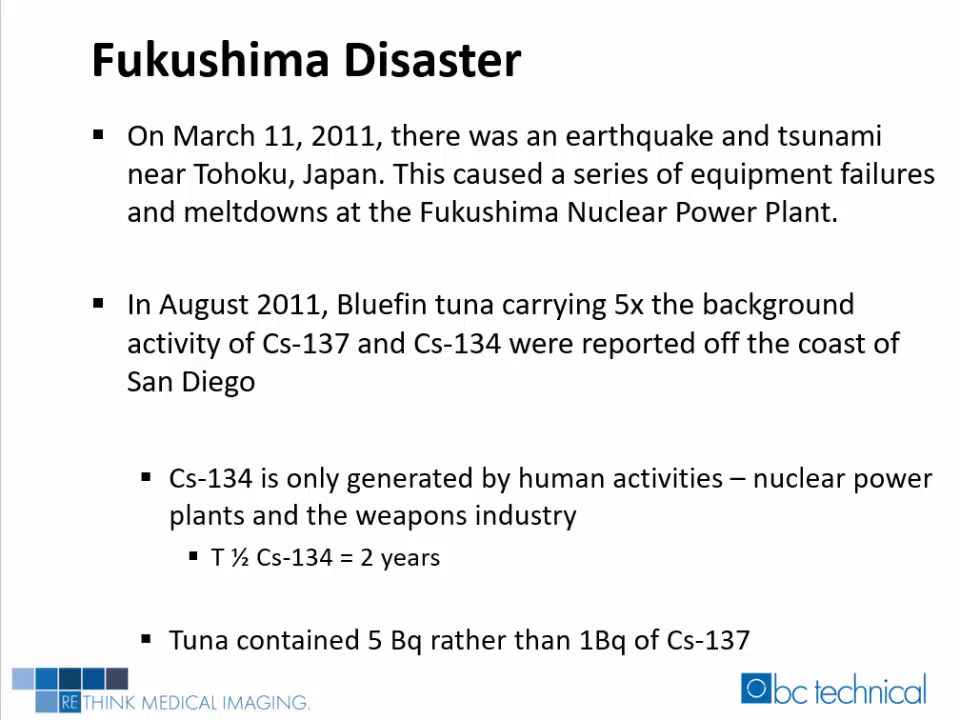 Fukushima Disaster
▪ On March 11, 2011, there was an earthquake and tsunami
near Tohoku, Japan. This caused a series of equipment failures
and meltdowns at the Fukushima Nuclear Power Plant.
▪ In August 2011, Bluefin tuna carrying 5x the background
activity of Cs-137 and Cs-134 were reported off the coast of
San Diego
▪ Cs-134 is only generated by human activities – nuclear power
plants and the weapons industry
▪ T ½ Cs-134 = 2 years
▪ Tuna contained 5 Bq rather than 1Bq of Cs-137
RETHINK MEDICAL IMAGING.
bc technical